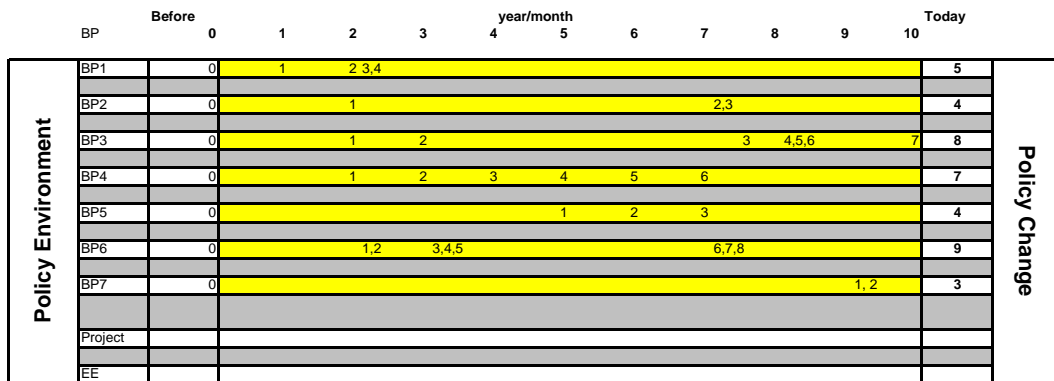 Before year/month Today
BP 0 1 2 3 4 5 6 7 8 9 10
Policy Environment
BP1 0 1 2 3,4 5
BP2 0 1 2,3 4
BP3 0 1 2 3 4,5,6 7 8
BP4 0 1 2 3 4 5 6 7
BP5 0 1 2 3 4
BP6 0 1,2 3,4,5 6,7,8 9
BP7 0 1, 2 3
Project
EE
Policy Change